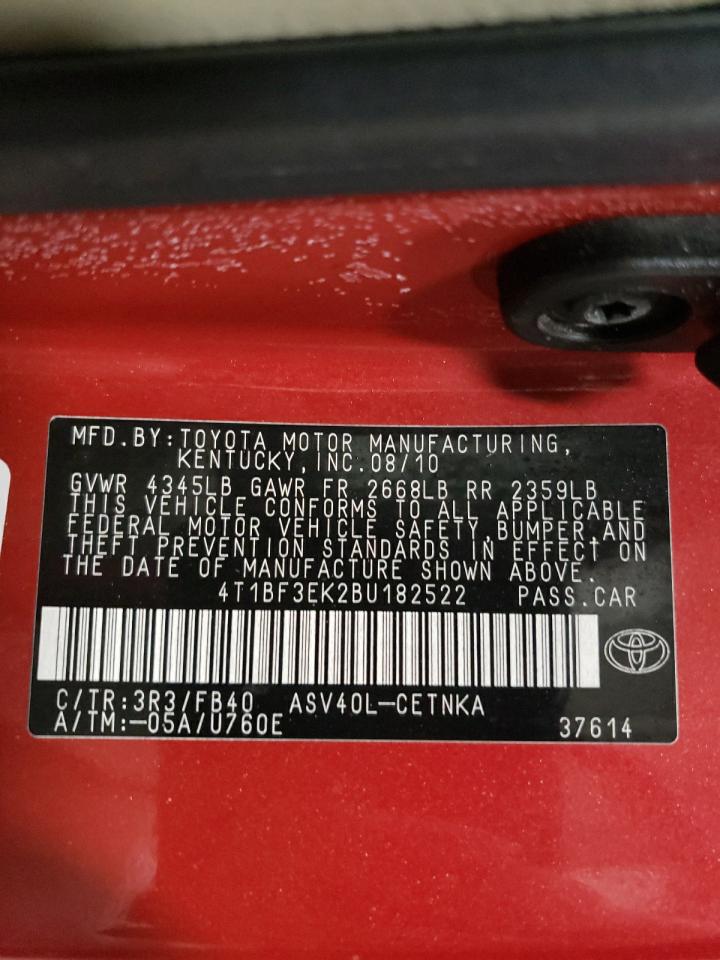 MFD.BY:TOYOTA MOTOR MANUFACTURING,
KENTUCKY,INC.08/10
GVWR 4345LB GAWR FR 2668LB RR 2359LB
THIS VEHICLE CONFORMS TO ALL APPLICABLE
FEDERAL MOTOR VEHICLE SAFETY,BUMPER,AND
THEFT PREVENTION STANDARDS IN EFFECT ON
THE DATE OF MANUFACTURE SHOWN ABOVE.
4T1BF3EK2BU182522 PASS.CAR
C/TR:3R3/FB40 ASV40L-CETNKA
A/TM:-05A/U760E 37614